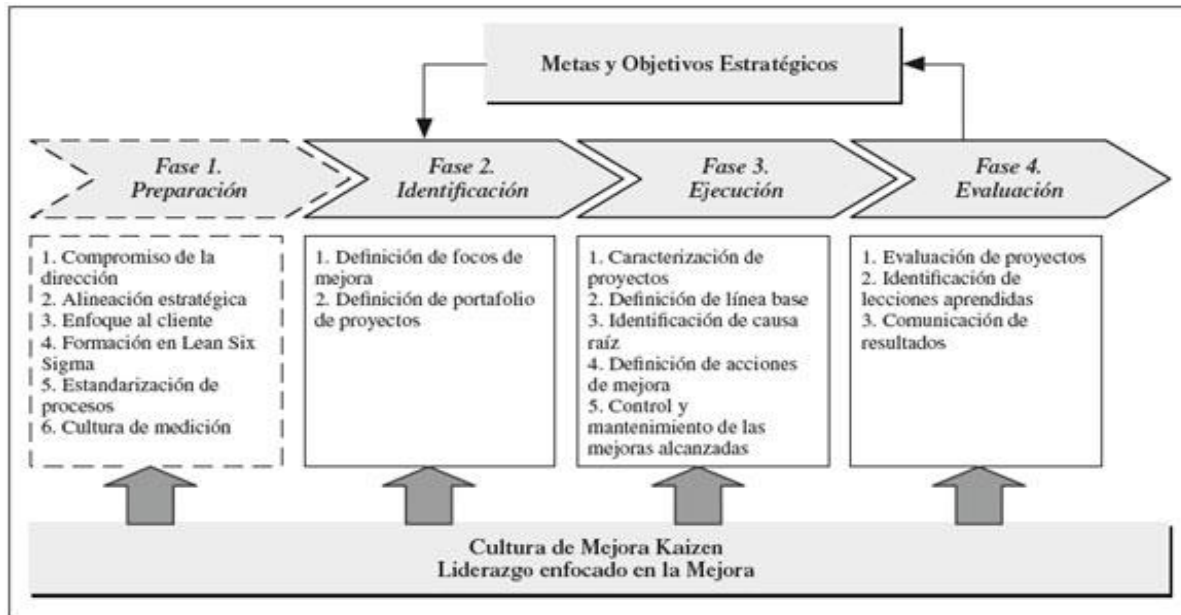 Metas y Objetivos Estratégicos
Fase 1.
Preparación
Fase 2.
Identificación
Fase 3.
Ejecución
Fase 4.
Evaluación
1. Compromiso de la
dirección
2. Alineación estratégica
3. Enfoque al cliente
4. Formación en Lean Six
Sigma
5. Estandarización de
procesos
6. Cultura de medición
1. Definición de focos de
mejora
2. Definición de portafolio
de proyectos
1. Caracterización de
proyectos
2. Definición de línea base
3. Identificación de causa
raíz
4. Definición de acciones
de mejora
5. Control y
mantenimiento de las
mejoras alcanzadas
1. Evaluación de proyectos
2. Identificación de
lecciones aprendidas
3. Comunicación de
resultados
Cultura de Mejora Kaizen
Liderazgo enfocado en la Mejora